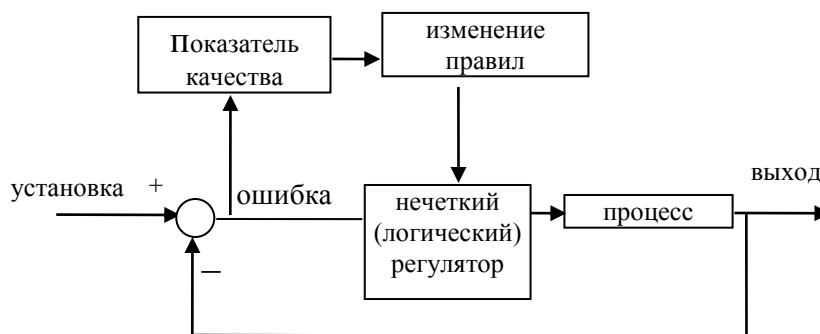 Показатель
качества
изменение
правил
установка
+
ошибка
нечеткий
(логический)
регулятор
процесс
выход
–